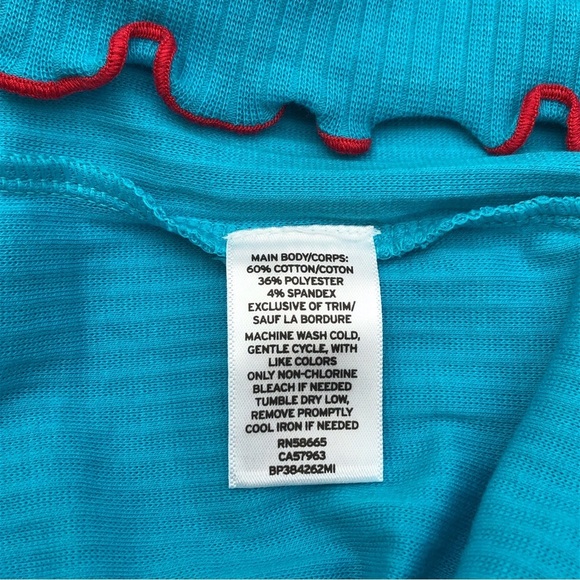 MAIN BODY/CORPS:
60% COTTON/COTON
36% POLYESTER
4% SPANDEX
EXCLUSIVE OF TRIM/
SAUF LA BORDURE
MACHINE WASH COLD,
GENTLE CYCLE, WITH
LIKE COLORS
ONLY NON-CHLORINE
BLEACH IF NEEDED
TUMBLE DRY LOW,
REMOVE PROMPTLY
COOL IRON IF NEEDED
RN58665
CA57963
BP384262MI